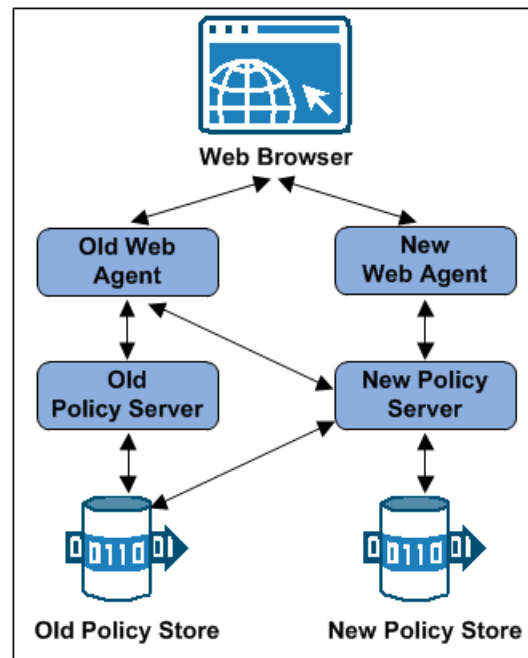 Web Browser
Old Web
Agent
New
Web Agent
Old
Policy Server
New Policy
Server
0110
0110
Old Policy Store
New Policy Store